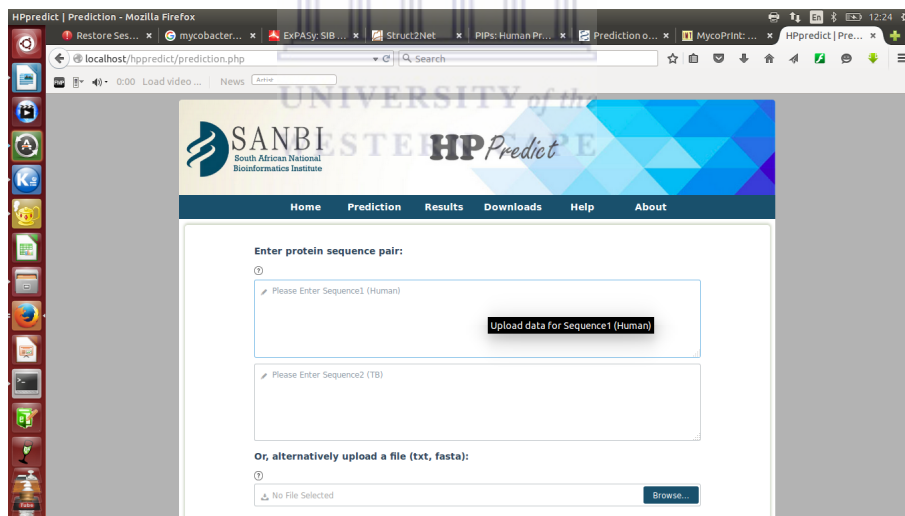 HPpredict | Prediction - Mozilla Firefox
En
12:24
Restore Ses... ×
mycobacter... ×
ExPASy: SIB ... ×
Struct2Net ×
PIPs: Human Pr... ×
Prediction o... ×
MycoPrInt: ... ×
HPpredict | Pre... ×
localhost/hppredict/prediction.php
Search
0:00 Load video ... News
UNIVERSITY of the
WESTERN CAPE
SANBI
South African National
Bioinformatics Institute
HP Predict
Home Prediction Results Downloads Help About
Enter protein sequence pair:
?
Please Enter Sequence1 (Human)
Upload data for Sequence1 (Human)
Please Enter Sequence2 (TB)
Or, alternatively upload a file (txt, fasta):
?
No File Selected
Browse...